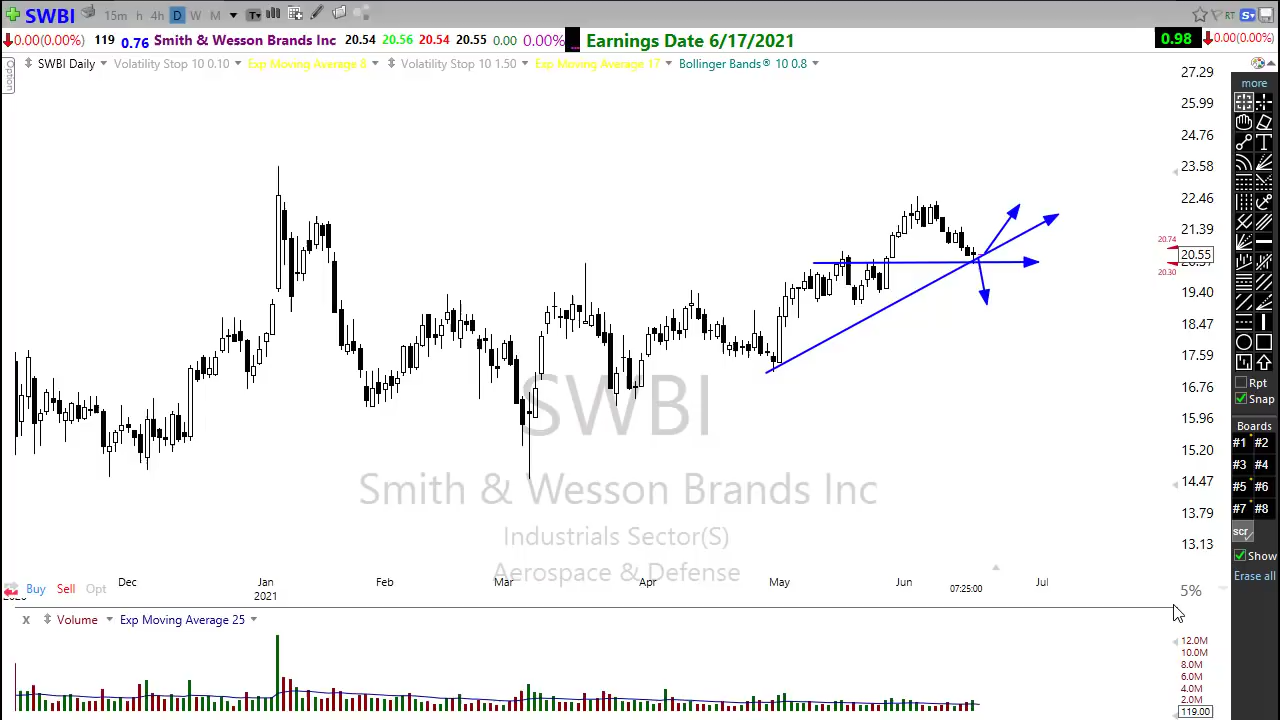 SWBI 15m h 4h D W M
RT
0.00(0.00%) 119 0.76 Smith & Wesson Brands Inc 20.54 20.56 20.54 20.55 0.00 0.00% Earnings Date 6/17/2021 0.98 0.00(0.00%)
Option
SWBI Daily Volatility Stop 10 0.10 Exp Moving Average 8 Volatility Stop 10 1.50 Exp Moving Average 17 Bollinger Bands® 10 0.8
more
27.29
25.99
24.76
23.58
22.46
21.39
20.74
20.55
20.30
19.40
18.47
17.59
16.76
15.96
15.20
14.47
13.79
13.13
Rpt
Snap
Boards
#1 #2
#3 #4
#5 #6
#7 #8
scr
Show
Erase all
SWBI
Smith & Wesson Brands Inc
Industrials Sector(S)
Aerospace & Defense
Dec Jan Feb Mar Apr May Jun Jul
2021 07:25:00
Buy Sell Opt
5%
x Volume Exp Moving Average 25
12.0M
10.0M
8.0M
6.0M
4.0M
2.0M
119.00